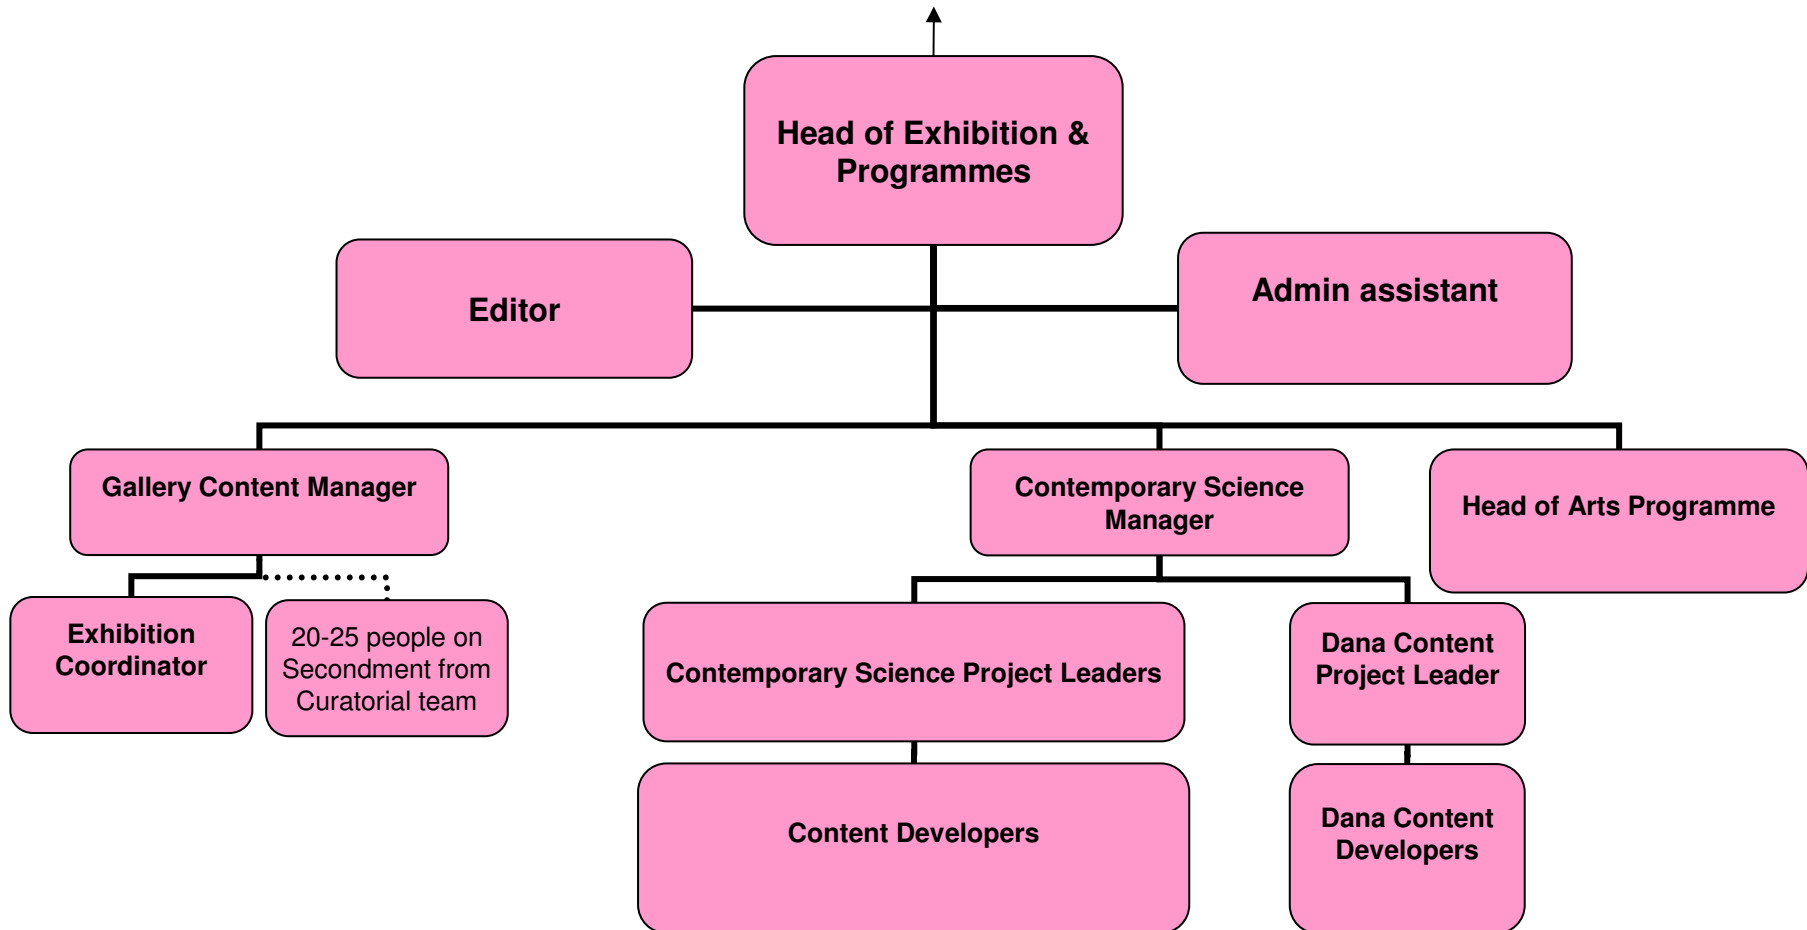 Head of Exhibition &
Programmes
Editor
Admin assistant
Gallery Content Manager
Contemporary Science
Manager
Head of Arts Programme
Exhibition
Coordinator
20-25 people on
Secondment from
Curatorial team
Contemporary Science Project Leaders
Dana Content
Project Leader
Content Developers
Dana Content
Developers